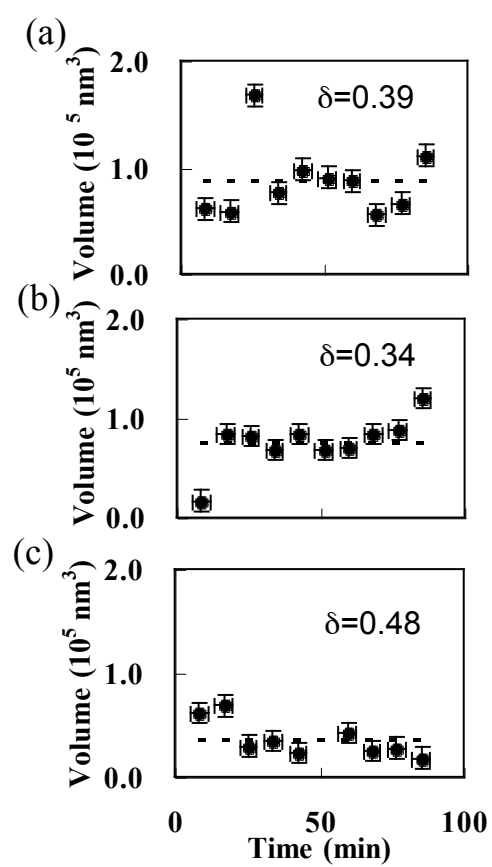 (a)
2.0
1.0
0.0
Volume (10 ⁵ nm³)
δ=0.39
(b)
2.0
1.0
0.0
Volume (10⁵ nm³)
δ=0.34
(c)
2.0
1.0
0.0
Volume (10⁵ nm³)
δ=0.48
0 50 100
Time (min)